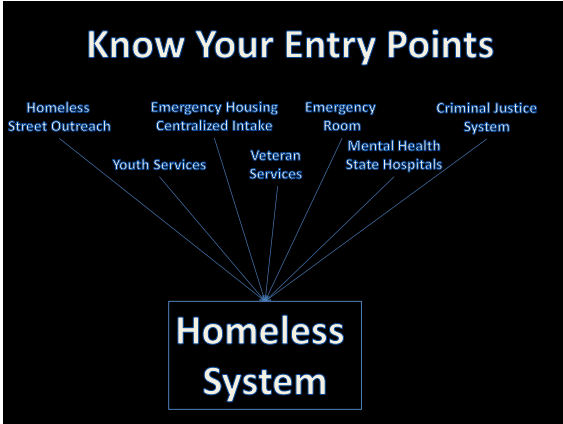 Know Your Entry Points
Homeless
Street Outreach
Emergency Housing
Centralized Intake
Emergency
Room
Criminal Justice
System
Youth Services
Veteran
Services
Mental Health
State Hospitals
Homeless
System